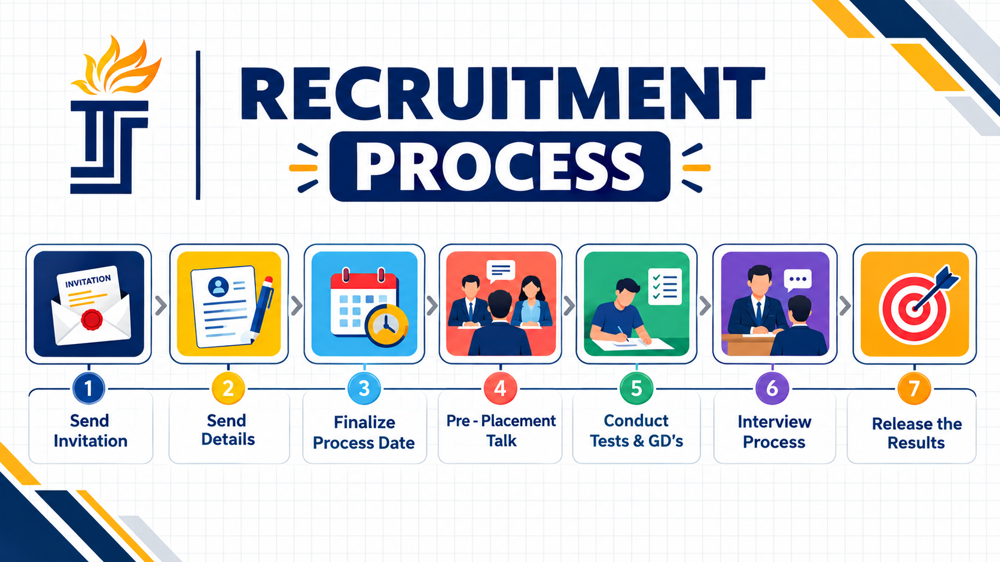 RECRUITMENT
PROCESS
INVITATION
1
Send
Invitation
2
Send
Details
3
Finalize
Process Date
4
Pre - Placement
Talk
5
Conduct
Tests & GD's
6
Interview
Process
7
Release the
Results